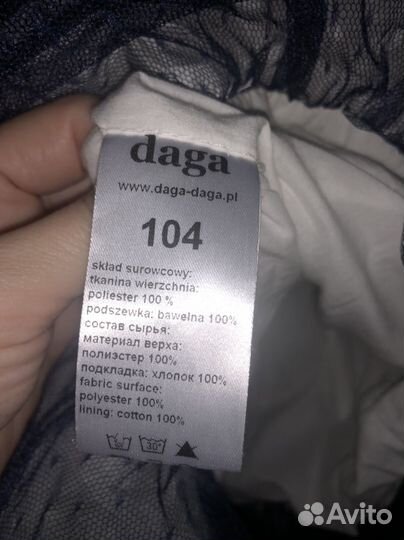 daga
www.daga-daga.pl
104
skład surowcowy:
tkanina wierzchnia:
poliester 100 %
podszewka: bawełna 100%
состав сырья:
материал верха:
полиэстер 100%
подкладка: хлопок 100%
fabric surface:
polyester 100%
lining: cotton 100%
30°
Avito